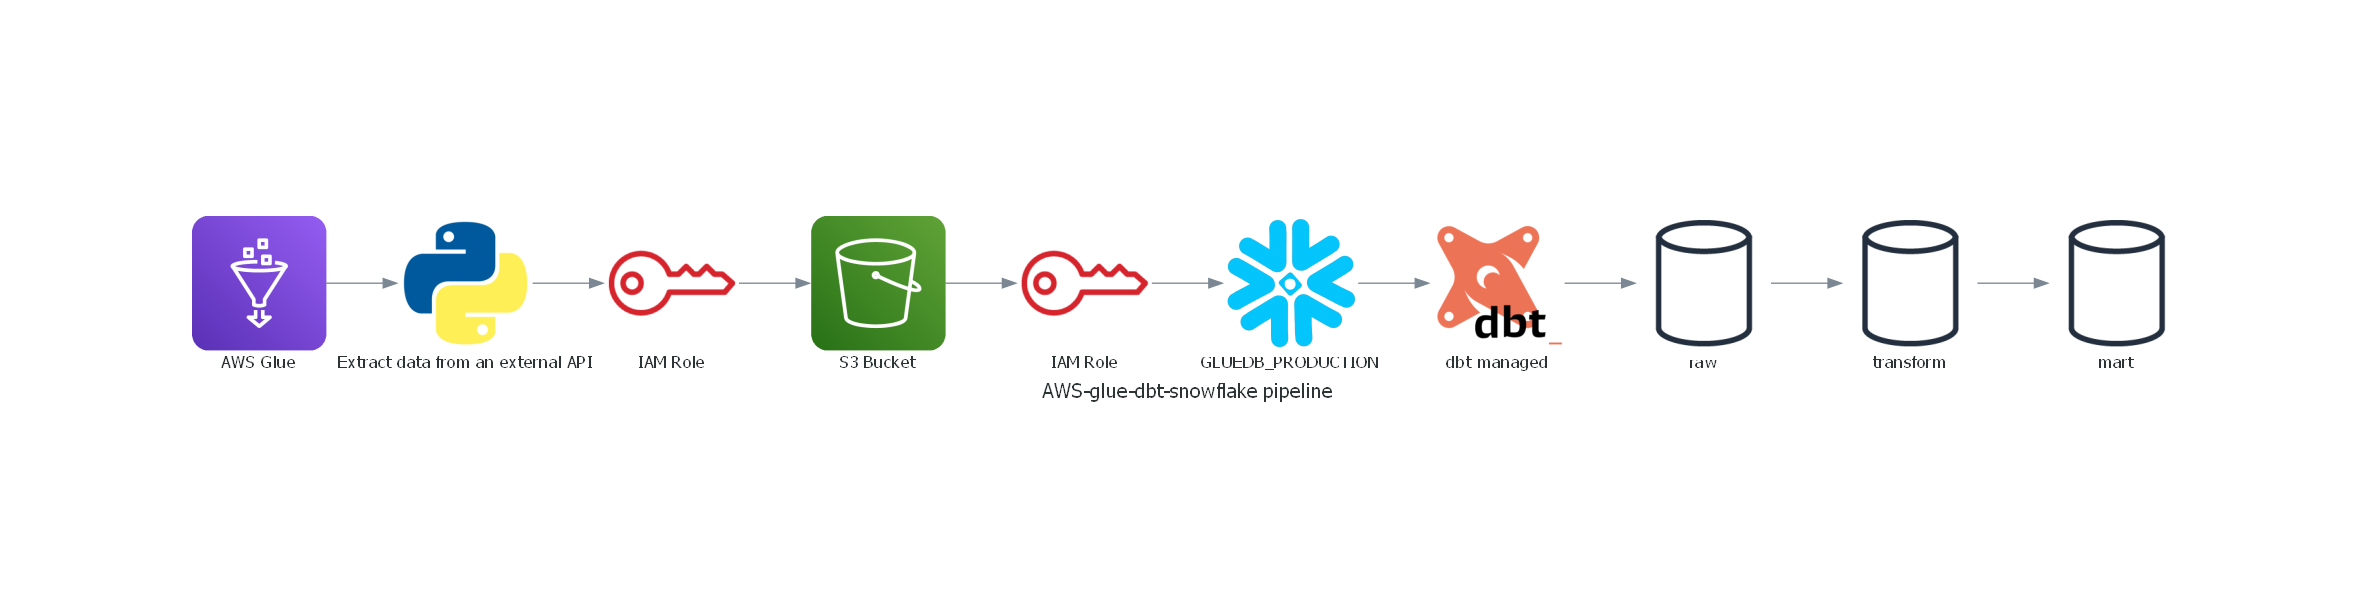 dbt_
AWS Glue
Extract data from an external API
IAM Role
S3 Bucket
IAM Role
GLUEDB_PRODUCTION
dbt managed
raw
transform
mart
AWS-glue-dbt-snowflake pipeline